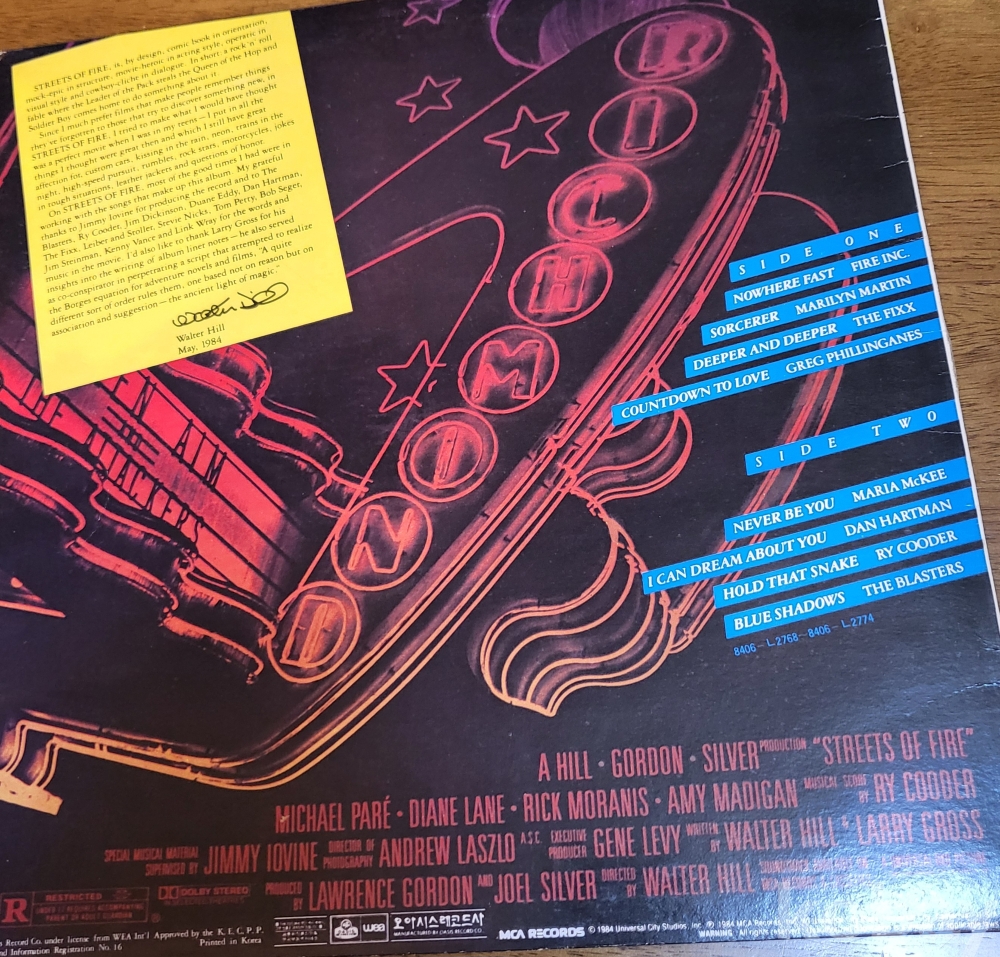 STREETS OF FIRE, is, by design, comic book in orientation,
mock-epic in structure, movie-heroic in acting style, operatic in
visual style and cowboy-cliche in dialogue. In short: a rock 'n' roll
fable where the Leader of the Pack steals the Queen of the Hop and
Soldier Boy comes home to do something about it.
Since I much prefer films that make people remember things
they've forgotten to those that try to discover something new, in
STREETS OF FIRE, I tried to make what I would have thought
was a perfect movie when I was in my teens — I put in all the
things I thought were great then and which I still have great
affection for, custom cars, kissing in the rain, neon, trains in the
night, high-speed pursuit, rumbles, rock stars, motorcycles, jokes
in tough situations, leather jackets and questions of honor.
On STREETS OF FIRE, most of the good times I had were in
working with the songs that make up this album. My grateful
thanks to Jimmy Iovine for producing the record and to The
Blasters, Ry Cooder, Jim Dickinson, Duane Eddy, Dan Hartman,
The Fixx, Leiber and Stoller, Stevie Nicks, Tom Petty, Bob Seger,
Jim Steinman, Kenny Vance and Link Wray for the words and
music in the movie. I'd also like to thank Larry Gross for his
insights into the writing of album liner notes — he also served
as co-conspirator in perpetrating a script that attempted to realize
the Borges equation for adventure novels and films, "A quite
different sort of order rules them, one based not on reason but on
association and suggestion — the ancient light of magic."
Walter Hill
May, 1984
R
I
C
H
M
O
N
D
SIDE ONE
NOWHERE FAST FIRE INC.
SORCERER MARILYN MARTIN
DEEPER AND DEEPER THE FIXX
COUNTDOWN TO LOVE GREG PHILLINGANES
SIDE TWO
NEVER BE YOU MARIA McKEE
I CAN DREAM ABOUT YOU DAN HARTMAN
HOLD THAT SNAKE RY COODER
BLUE SHADOWS THE BLASTERS
8406-L.2768-8406-L.2774
A HILL · GORDON · SILVER PRODUCTION "STREETS OF FIRE"
MICHAEL PARÉ · DIANE LANE · RICK MORANIS · AMY MADIGAN MUSICAL SCORE BY RY COODER
SPECIAL MUSICAL MATERIAL SUPERVISED BY JIMMY IOVINE DIRECTOR OF PHOTOGRAPHY ANDREW LASZLO A.S.C. EXECUTIVE PRODUCER GENE LEVY WRITTEN BY WALTER HILL & LARRY GROSS
PRODUCED BY LAWRENCE GORDON AND JOEL SILVER DIRECTED BY WALTER HILL
R RESTRICTED
UNDER 17 REQUIRES ACCOMPANYING
PARENT OR ADULT GUARDIAN
DOLBY STEREO
Record Co. under license from WEA Int'l Approved by the K. E. C. P. P.
Information Registration No. 16 Printed in Korea
wea
오아시스레코드사
MANUFACTURED BY OASIS RECORD CO.
MCA RECORDS © 1984 Universal City Studios, Inc. ℗ 1984 MCA Records, Inc.